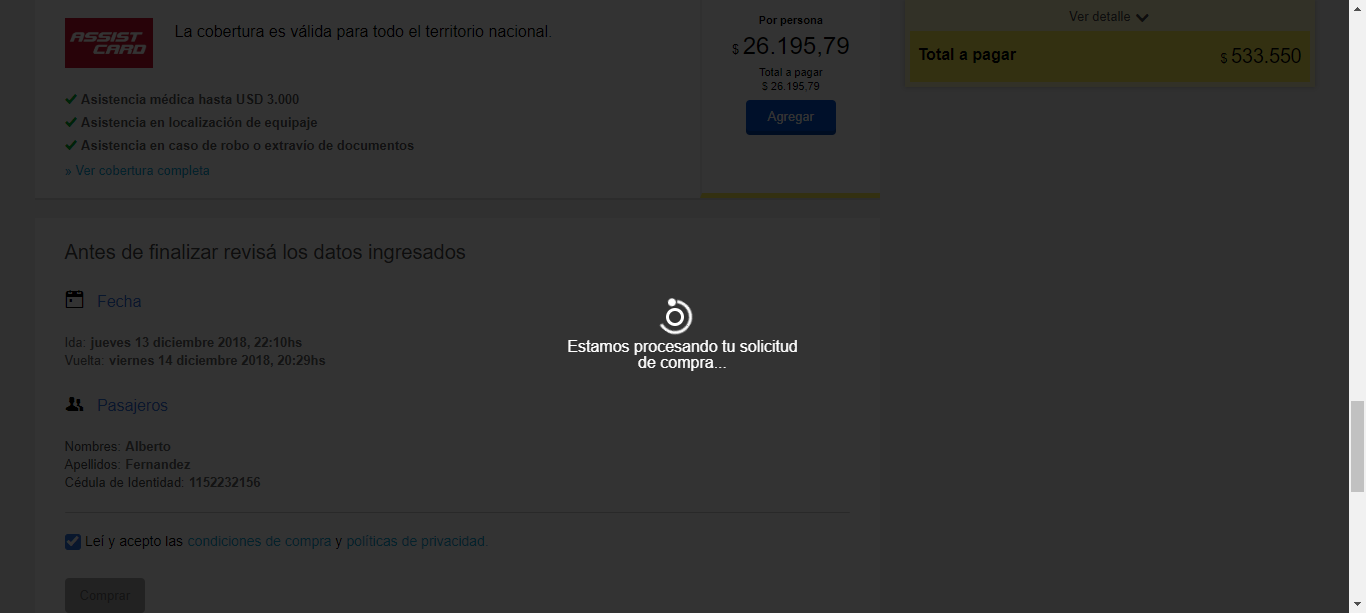 ASSIST
CARD
La cobertura es válida para todo el territorio nacional.
Asistencia médica hasta USD 3.000
Asistencia en localización de equipaje
Asistencia en caso de robo o extravío de documentos
» Ver cobertura completa
Por persona
$ 26.195,79
Total a pagar
$ 26.195,79
Agregar
Ver detalle
Total a pagar $ 533.550
Antes de finalizar revisá los datos ingresados
Fecha
Ida: jueves 13 diciembre 2018, 22:10hs
Vuelta: viernes 14 diciembre 2018, 20:29hs
Estamos procesando tu solicitud
de compra...
Pasajeros
Nombres: Alberto
Apellidos: Fernandez
Cédula de Identidad: 1152232156
Leí y acepto las condiciones de compra y políticas de privacidad.
Comprar